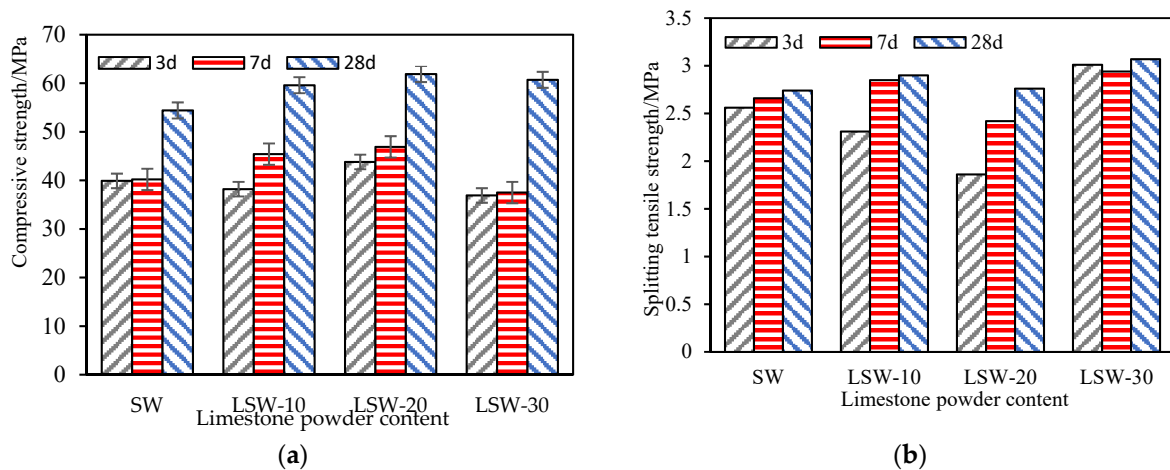 Compressive strength/MPa
70
60
50
40
30
20
10
0
3d 7d 28d
SW LSW-10 LSW-20 LSW-30
Limestone powder content
(a)
Splitting tensile strength/MPa
3.5
3
2.5
2
1.5
1
0.5
0
3d 7d 28d
SW LSW-10 LSW-20 LSW-30
Limestone powder content
(b)